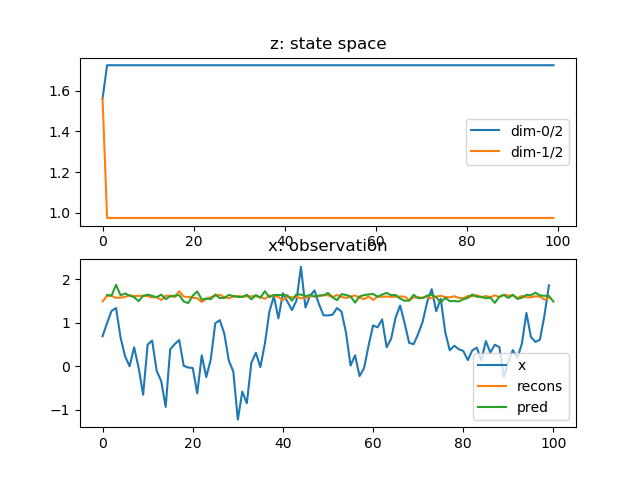 z: state space
1.6
1.4
1.2
1.0
dim-0/2
dim-1/2
0 20 40 60 80 100
x: observation
2
1
0
−1
x
recons
pred
0 20 40 60 80 100